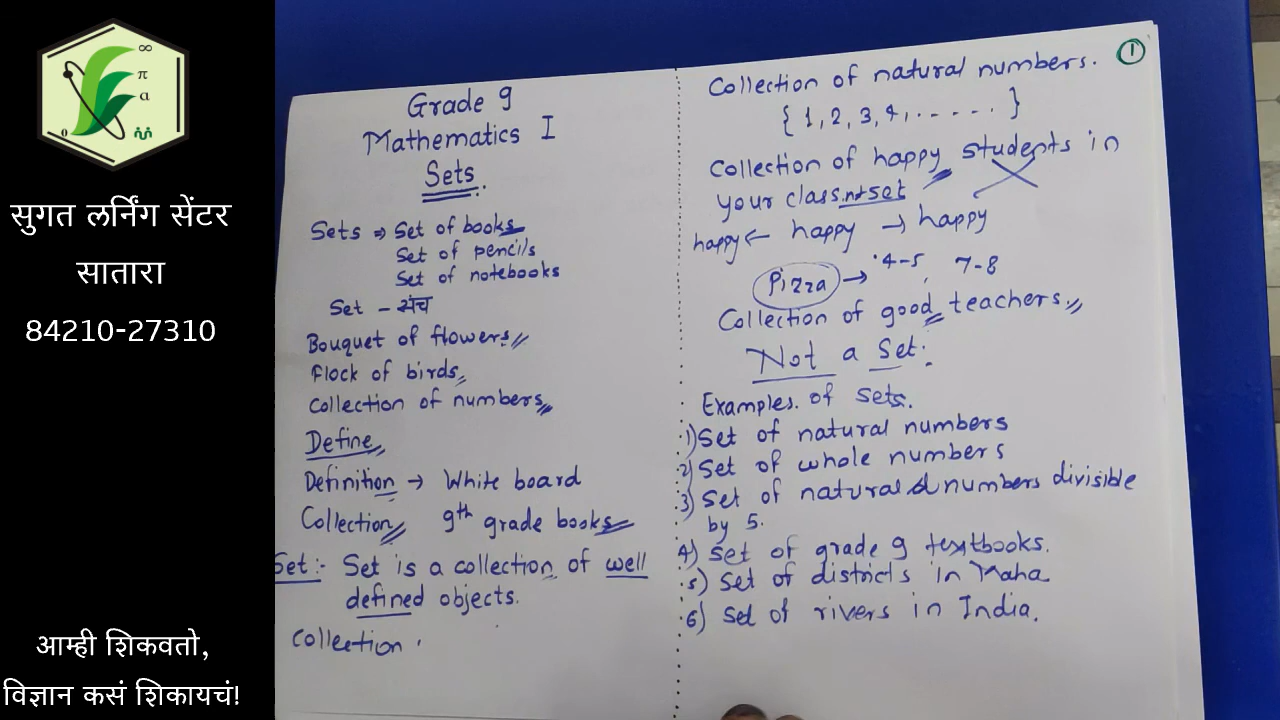 ∞
π
a
सुगत लर्निंग सेंटर
सातारा
84210-27310
आम्ही शिकवतो,
विज्ञान कसं शिकायचं!
Grade 9
Mathematics I
Sets.
Sets ⇒ Set of books
Set of pencils
Set of notebooks
Set - संच
Bouquet of flowers
Flock of birds
Collection of numbers
Define
Definition → White board
Collection 9th grade books
Set:- Set is a collection of well
defined objects.
Collection
1
Collection of natural numbers.
{ 1, 2, 3, 4, ...... }
Collection of happy students in
your class. not set
happy ← happy → happy
Pizza → 4-5, 7-8
Collection of good teachers.
Not a Set.
Examples. of sets.
1) Set of natural numbers
2) Set of whole numbers
3) Set of natural numbers divisible
by 5.
4) Set of grade 9 textbooks.
5) Set of districts in Maha
6) Set of rivers in India.